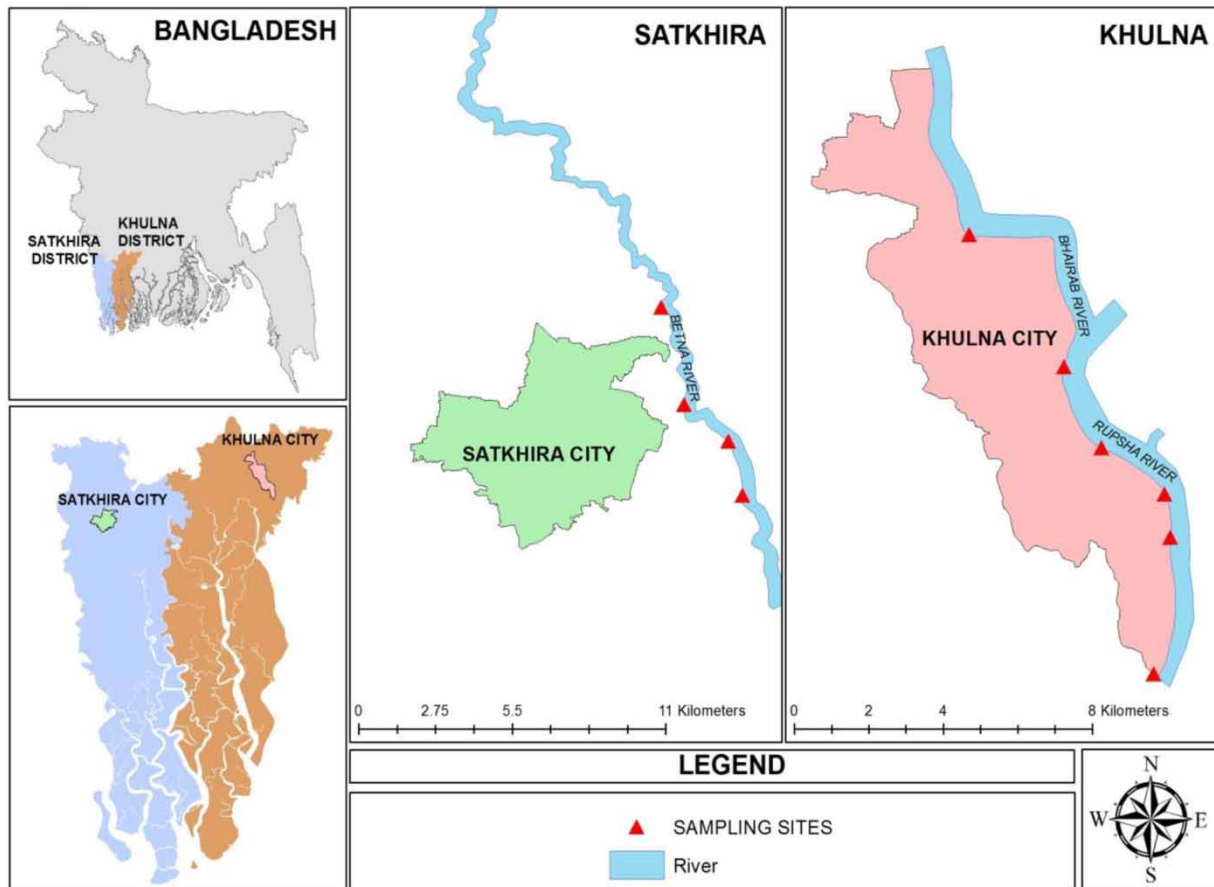 BANGLADESH
KHULNA
DISTRICT
SATKHIRA
DISTRICT
KHULNA CITY
SATKHIRA CITY
SATKHIRA
BETNA RIVER
SATKHIRA CITY
0 2.75 5.5 11 Kilometers
KHULNA
BHAIRAB RIVER
KHULNA CITY
RUPSHA RIVER
0 2 4 8 Kilometers
LEGEND
SAMPLING SITES
River
N
W E
S